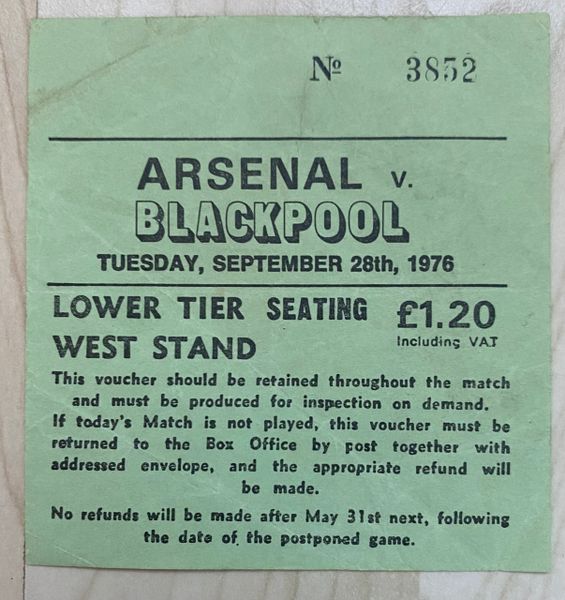 Nº 3852
ARSENAL v.
BLACKPOOL
TUESDAY, SEPTEMBER 28th, 1976
LOWER TIER SEATING £1.20
WEST STAND Including VAT
This voucher should be retained throughout the match
and must be produced for inspection on demand.
If today's Match is not played, this voucher must be
returned to the Box Office by post together with
addressed envelope, and the appropriate refund will
be made.
No refunds will be made after May 31st next, following
the date of the postponed game.